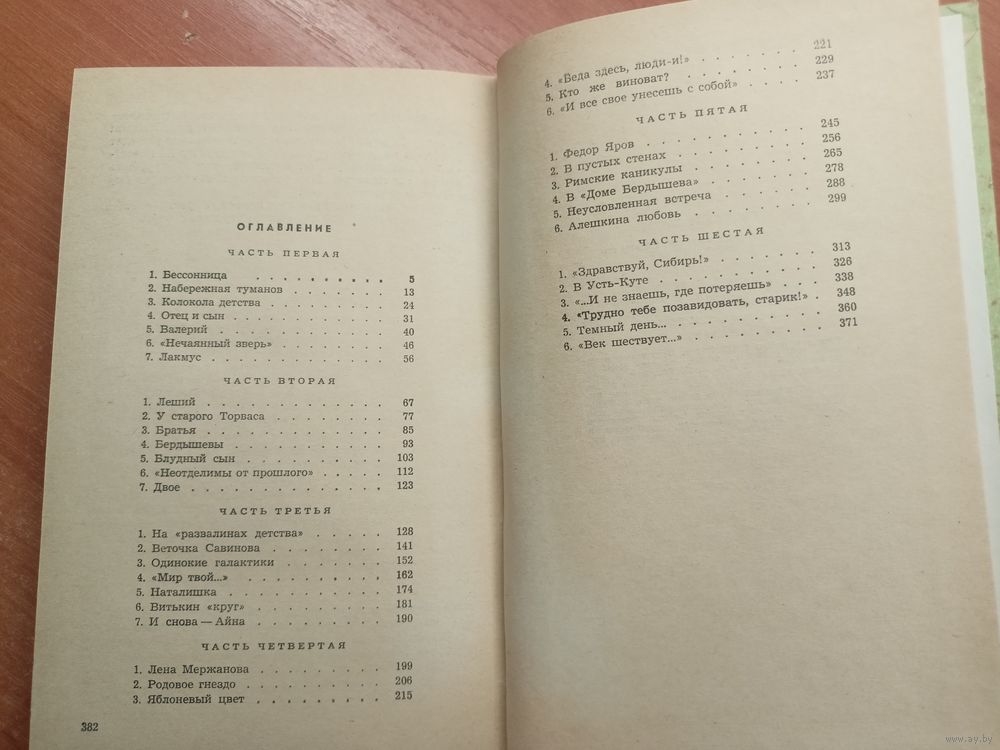 ОГЛАВЛЕНИЕ
ЧАСТЬ ПЕРВАЯ
1. Бессонница . . . . . . . . . . 5
2. Набережная туманов . . . . . . . 13
3. Колокола детства . . . . . . . . 24
4. Отец и сын . . . . . . . . . . 31
5. Валерий . . . . . . . . . . . 40
6. «Нечаянный зверь» . . . . . . . 46
7. Лакмус . . . . . . . . . . . 56
ЧАСТЬ ВТОРАЯ
1. Леший . . . . . . . . . . . 67
2. У старого Торваса . . . . . . . 77
3. Братья . . . . . . . . . . . 85
4. Бердышевы . . . . . . . . . . 93
5. Блудный сын . . . . . . . . . 103
6. «Неотделимы от прошлого» . . . . . 112
7. Двое . . . . . . . . . . . . 123
ЧАСТЬ ТРЕТЬЯ
1. На «развалинах детства» . . . . . 128
2. Веточка Савинова . . . . . . . . 141
3. Одинокие галактики . . . . . . . 152
4. «Мир твой...» . . . . . . . . . 162
5. Наталишка . . . . . . . . . . 174
6. Витькин «круг» . . . . . . . . 181
7. И снова — Айна . . . . . . . . 190
ЧАСТЬ ЧЕТВЕРТАЯ
1. Лена Мержанова . . . . . . . . 199
2. Родовое гнездо . . . . . . . . . 206
3. Яблоневый цвет . . . . . . . . 215
382
4. «Беда здесь, люди-и!» . . . . . . 221
5. Кто же виноват? . . . . . . . . 229
6. «И все свое унесешь с собой» . . . . 237
ЧАСТЬ ПЯТАЯ
1. Федор Яров . . . . . . . . . . 245
2. В пустых стенах . . . . . . . . 256
3. Римские каникулы . . . . . . . . 265
4. В «Доме Бердышева» . . . . . . . 278
5. Неусловленная встреча . . . . . . 288
6. Алешкина любовь . . . . . . . . 299
ЧАСТЬ ШЕСТАЯ
1. «Здравствуй, Сибирь!» . . . . . . 313
2. В Усть-Куте . . . . . . . . . . 326
3. «...И не знаешь, где потеряешь» . . . 338
4. «Трудно тебе позавидовать, старик!» . 348
5. Темный день... . . . . . . . . . 360
6. «Век шествует...» . . . . . . . . 371
www.ay.by